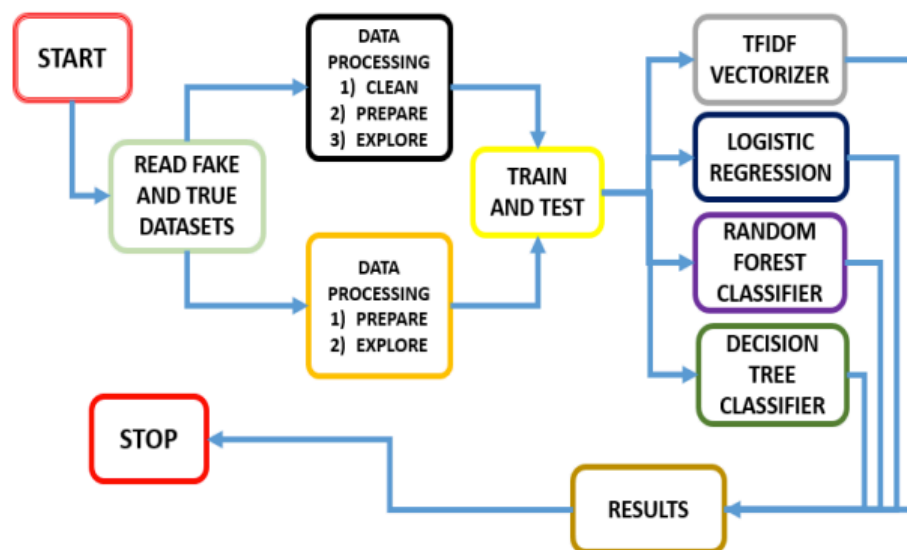 START
READ FAKE
AND TRUE
DATASETS
DATA
PROCESSING
1) CLEAN
2) PREPARE
3) EXPLORE
DATA
PROCESSING
1) PREPARE
2) EXPLORE
TRAIN
AND TEST
TFIDF
VECTORIZER
LOGISTIC
REGRESSION
RANDOM
FOREST
CLASSIFIER
DECISION
TREE
CLASSIFIER
RESULTS
STOP